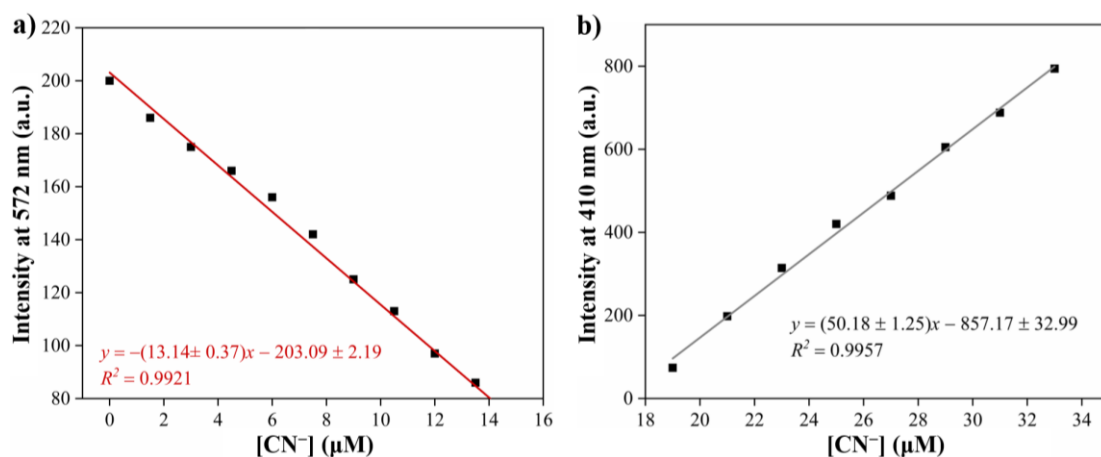 a)
220
200
180
160
140
120
100
80
Intensity at 572 nm (a.u.)
y = −(13.14± 0.37)x − 203.09 ± 2.19
R² = 0.9921
0 2 4 6 8 10 12 14 16
[CN⁻] (µM)
b)
800
600
400
200
0
Intensity at 410 nm (a.u.)
y = (50.18 ± 1.25)x − 857.17 ± 32.99
R² = 0.9957
18 20 22 24 26 28 30 32 34
[CN⁻] (µM)